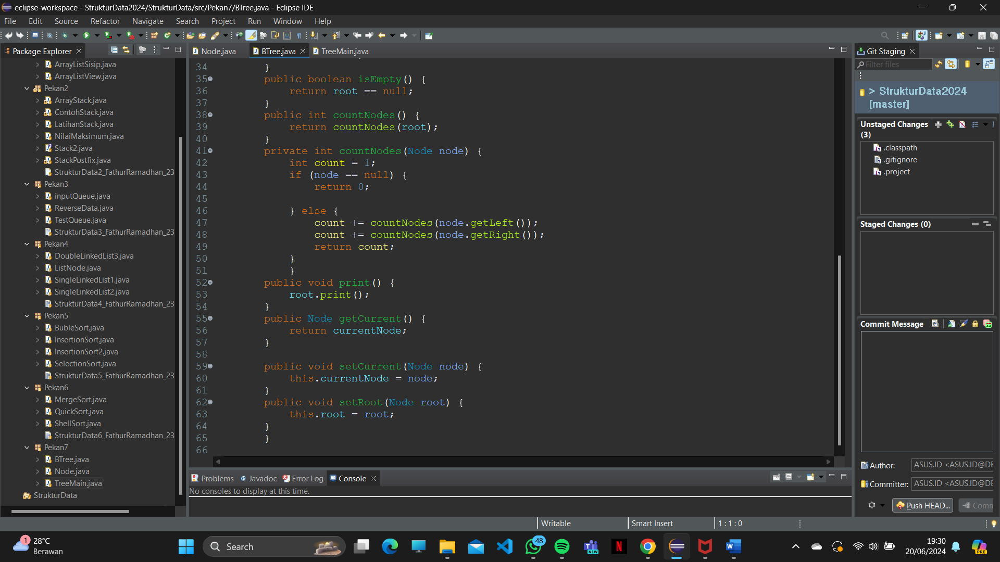 eclipse-workspace - StrukturData2024/StrukturData/src/Pekan7/BTree.java - Eclipse IDE
File Edit Source Refactor Navigate Search Project Run Window Help
Package Explorer
ArrayListSisip.java
ArrayListView.java
Pekan2
ArrayStack.java
ContohStack.java
LatihanStack.java
NilaiMaksimum.java
Stack2.java
StackPostfix.java
StrukturData2_FathurRamadhan_23
Pekan3
inputQueue.java
ReverseData.java
TestQueue.java
StrukturData3_FathurRamadhan_23
Pekan4
DoubleLinkedList3.java
ListNode.java
SingleLinkedList1.java
SingleLinkedList2.java
StrukturData4_FathurRamadhan_23
Pekan5
BubleSort.java
InsertionSort.java
InsertionSort2.java
SelectionSort.java
StrukturData5_FathurRamadhan_23
Pekan6
MergeSort.java
QuickSort.java
ShellSort.java
StrukturData6_FathurRamadhan_23
Pekan7
BTree.java
Node.java
TreeMain.java
StrukturData
Node.java BTree.java TreeMain.java
34 }
35 public boolean isEmpty() {
36 return root == null;
37 }
38 public int countNodes() {
39 return countNodes(root);
40 }
41 private int countNodes(Node node) {
42 int count = 1;
43 if (node == null) {
44 return 0;
45
46 } else {
47 count += countNodes(node.getLeft());
48 count += countNodes(node.getRight());
49 return count;
50 }
51 }
52 public void print() {
53 root.print();
54 }
55 public Node getCurrent() {
56 return currentNode;
57 }
58
59 public void setCurrent(Node node) {
60 this.currentNode = node;
61 }
62 public void setRoot(Node root) {
63 this.root = root;
64 }
65 }
66
Problems Javadoc Error Log Console
No consoles to display at this time.
Git Staging
Filter files
> StrukturData2024
[master]
Unstaged Changes
(3)
.classpath
.gitignore
.project
Staged Changes (0)
Commit Message
Author: ASUS.ID <ASUS.ID@DE
Committer: ASUS.ID <ASUS.ID@DE
Push HEAD... Comm
Writable Smart Insert 1 : 1 : 0
1
28°C
Berawan
Search
48
NEW
19:30
20/06/2024
PRE